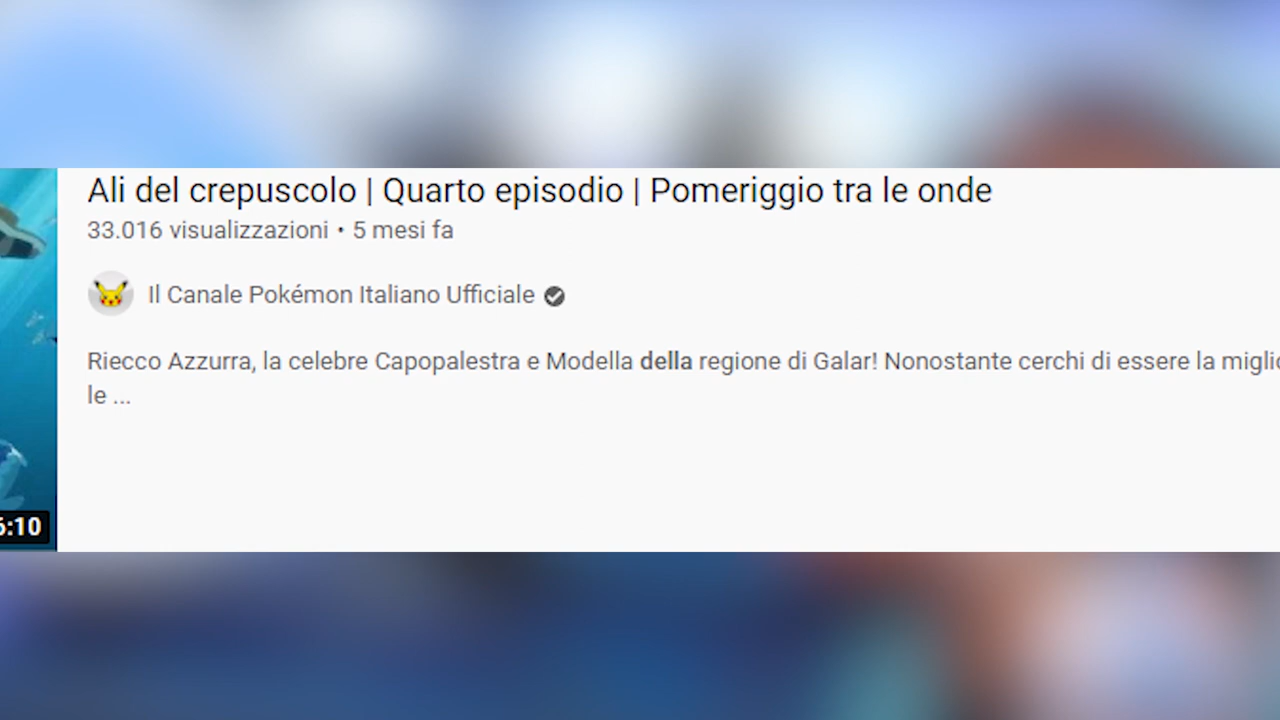 Ali del crepuscolo | Quarto episodio | Pomeriggio tra le onde
33.016 visualizzazioni • 5 mesi fa
Il Canale Pokémon Italiano Ufficiale
Riecco Azzurra, la celebre Capopalestra e Modella della regione di Galar! Nonostante cerchi di essere la
le ...
:10